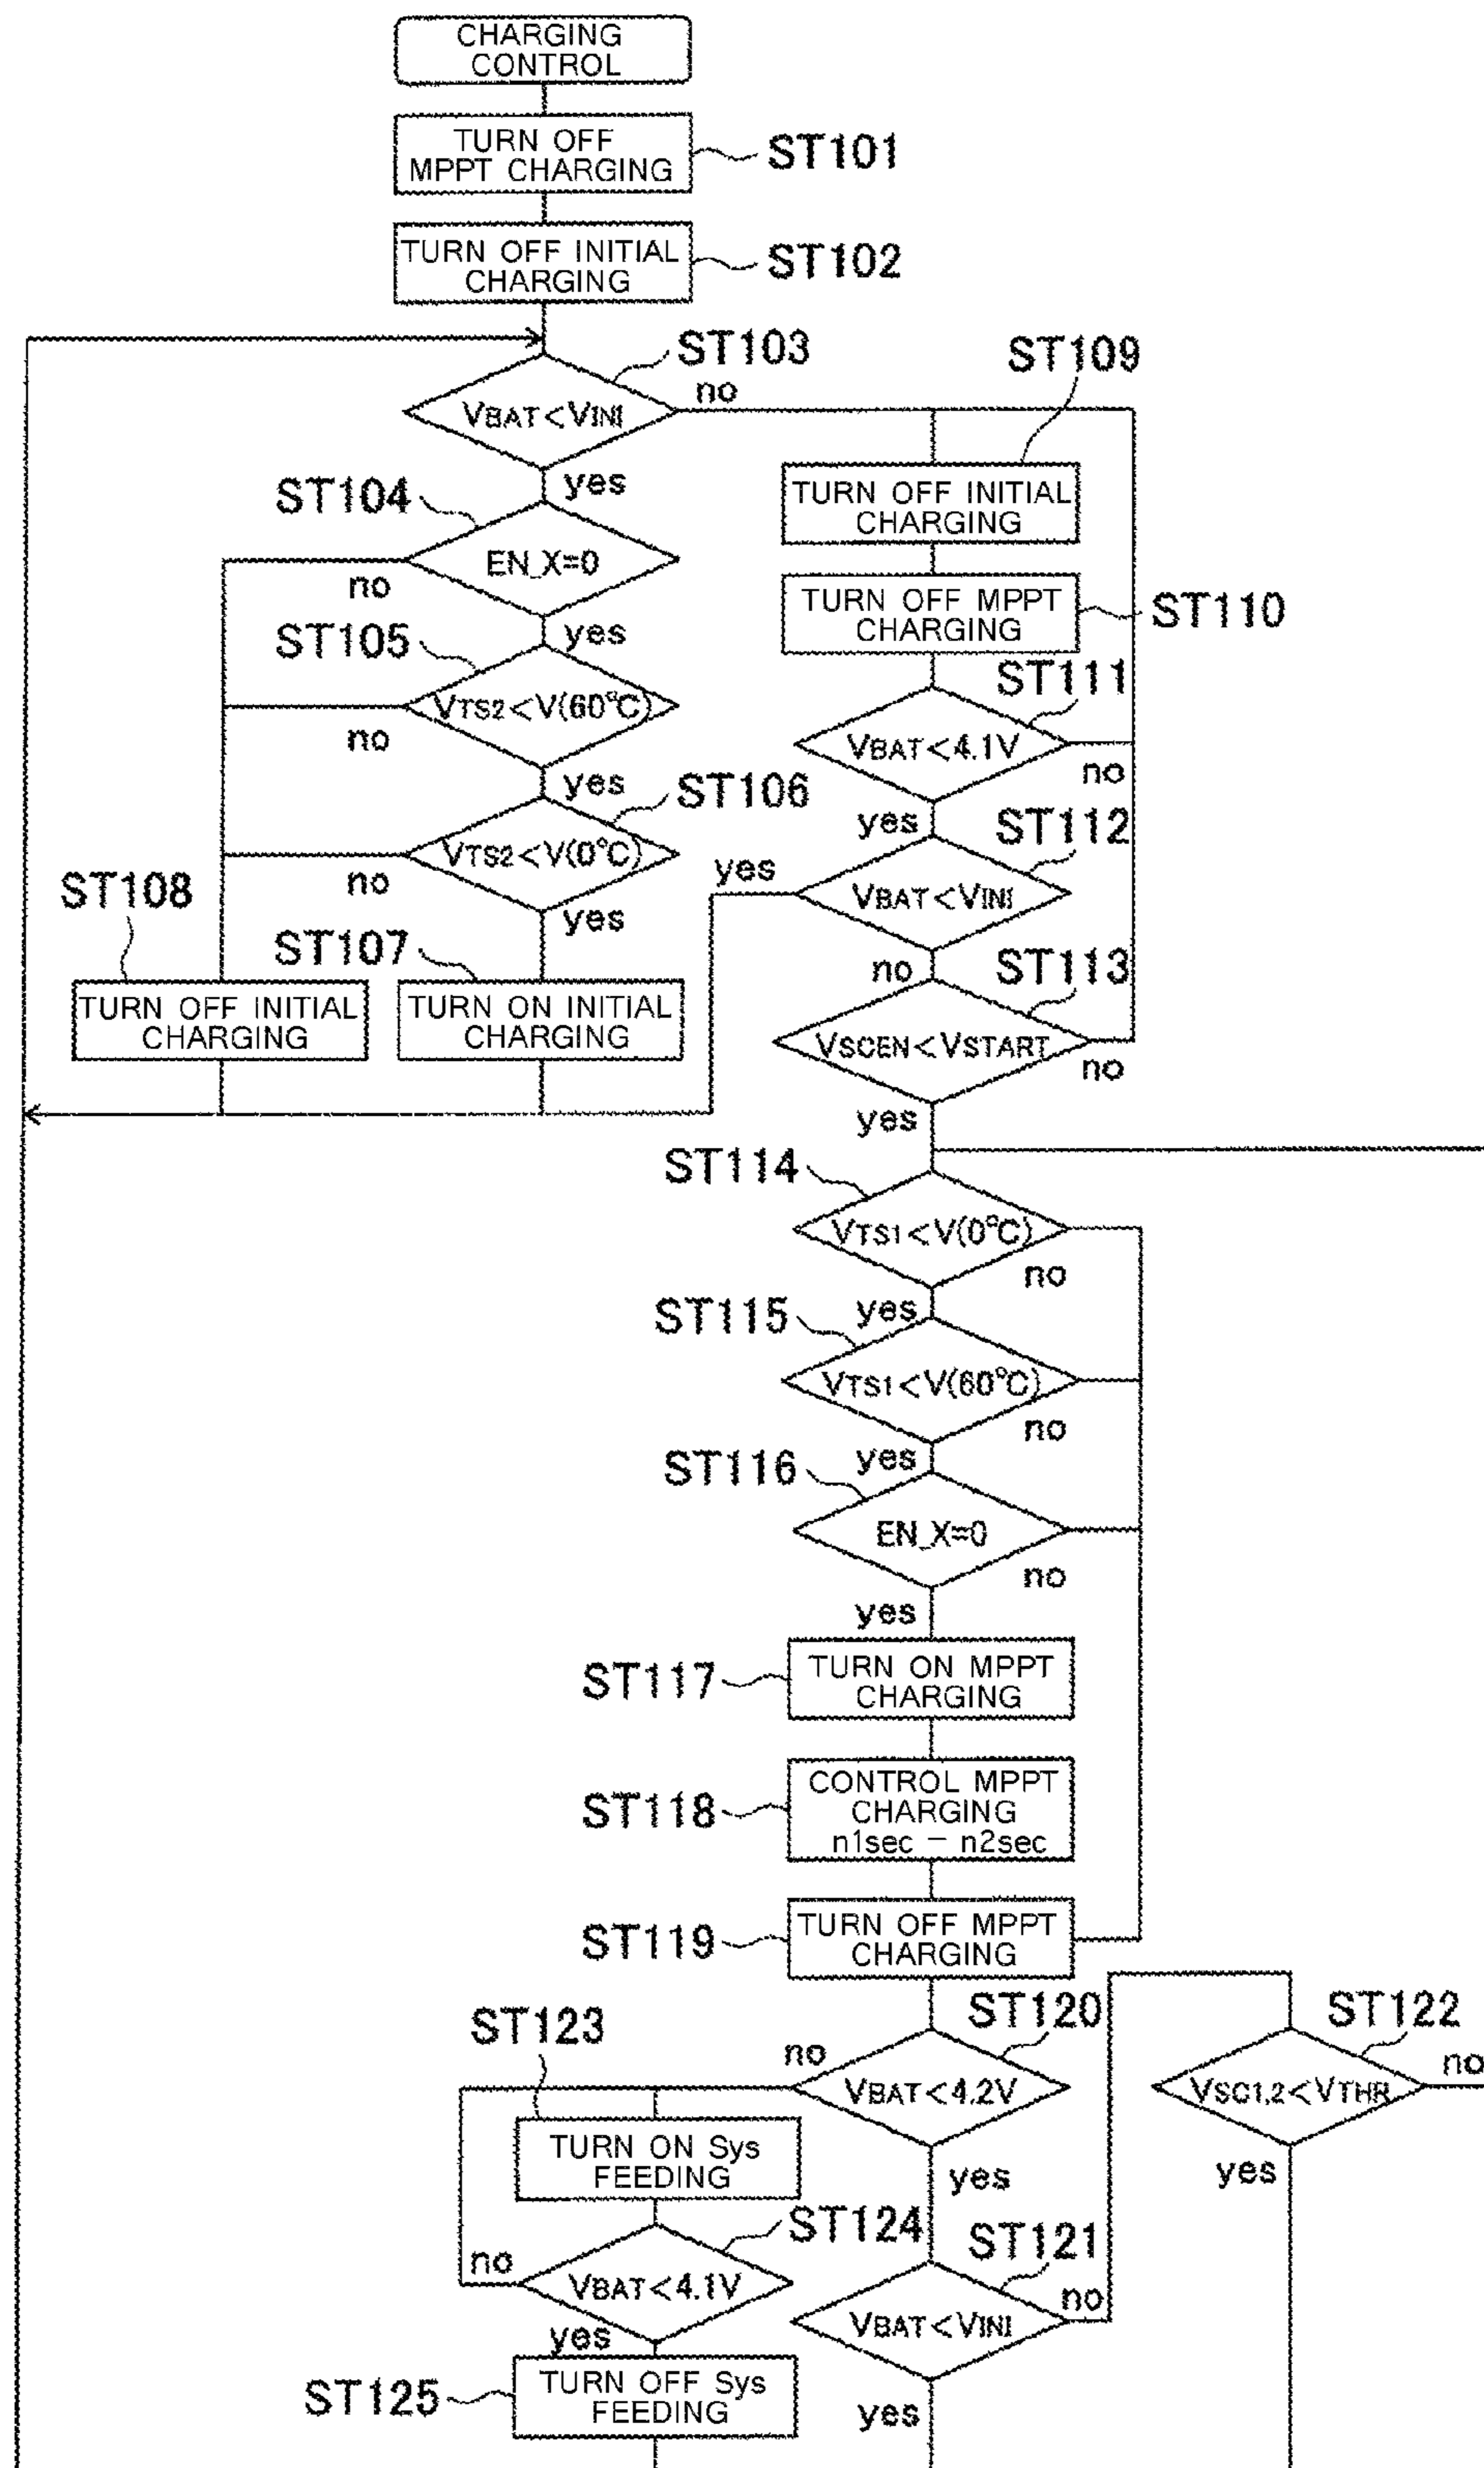 CHARGING
CONTROL
TURN OFF
MPPT CHARGING
ST101
TURN OFF INITIAL
CHARGING
ST102
ST103
VBAT<VINI
no
yes
ST104
EN_X=0
no
yes
ST105
VTS2<V(60°C)
no
yes
ST106
VTS2<V(0°C)
no
yes
ST108
TURN OFF INITIAL
CHARGING
ST107
TURN ON INITIAL
CHARGING
ST109
TURN OFF INITIAL
CHARGING
TURN OFF MPPT
CHARGING
ST110
ST111
VBAT<4.1V
no
yes
ST112
yes
VBAT<VINI
no
ST113
VSCEN<VSTART
no
yes
ST114
VTS1<V(0°C)
no
yes
ST115
VTS1<V(60°C)
no
yes
ST116
EN_X=0
no
yes
ST117
TURN ON MPPT
CHARGING
ST118
CONTROL MPPT
CHARGING
n1sec - n2sec
ST119
TURN OFF MPPT
CHARGING
ST120
no
VBAT<4.2V
yes
ST122
VSC1,2<VTHR
no
yes
ST123
TURN ON Sys
FEEDING
ST124
no
VBAT<4.1V
yes
ST121
VBAT<VINI
no
yes
ST125
TURN OFF Sys
FEEDING